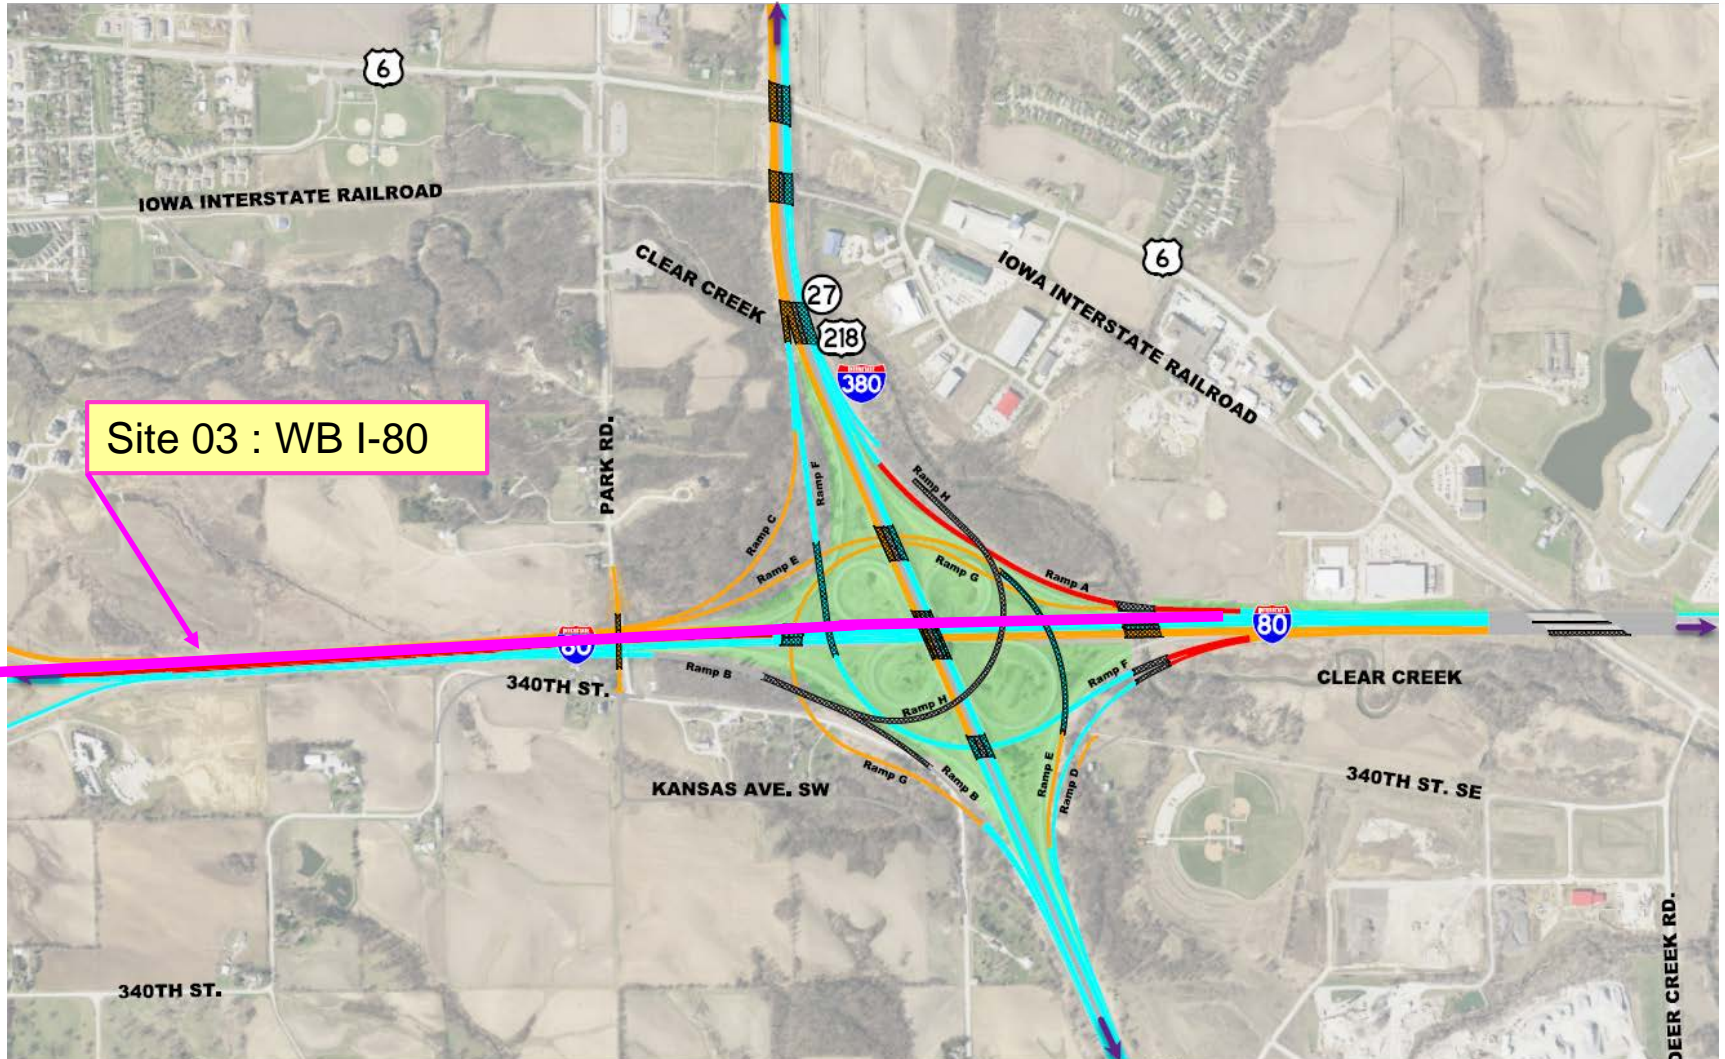 6
IOWA INTERSTATE RAILROAD
CLEAR CREEK
6
IOWA INTERSTATE RAILROAD
27
218
380
Site 03 : WB I-80
PARK RD.
Ramp F
Ramp H
Ramp C
Ramp E
Ramp G
Ramp A
80
80
Ramp B
340TH ST.
Ramp F
CLEAR CREEK
Ramp H
KANSAS AVE. SW
Ramp G
Ramp B
Ramp E
Ramp D
340TH ST. SE
340TH ST.
DEER CREEK RD.